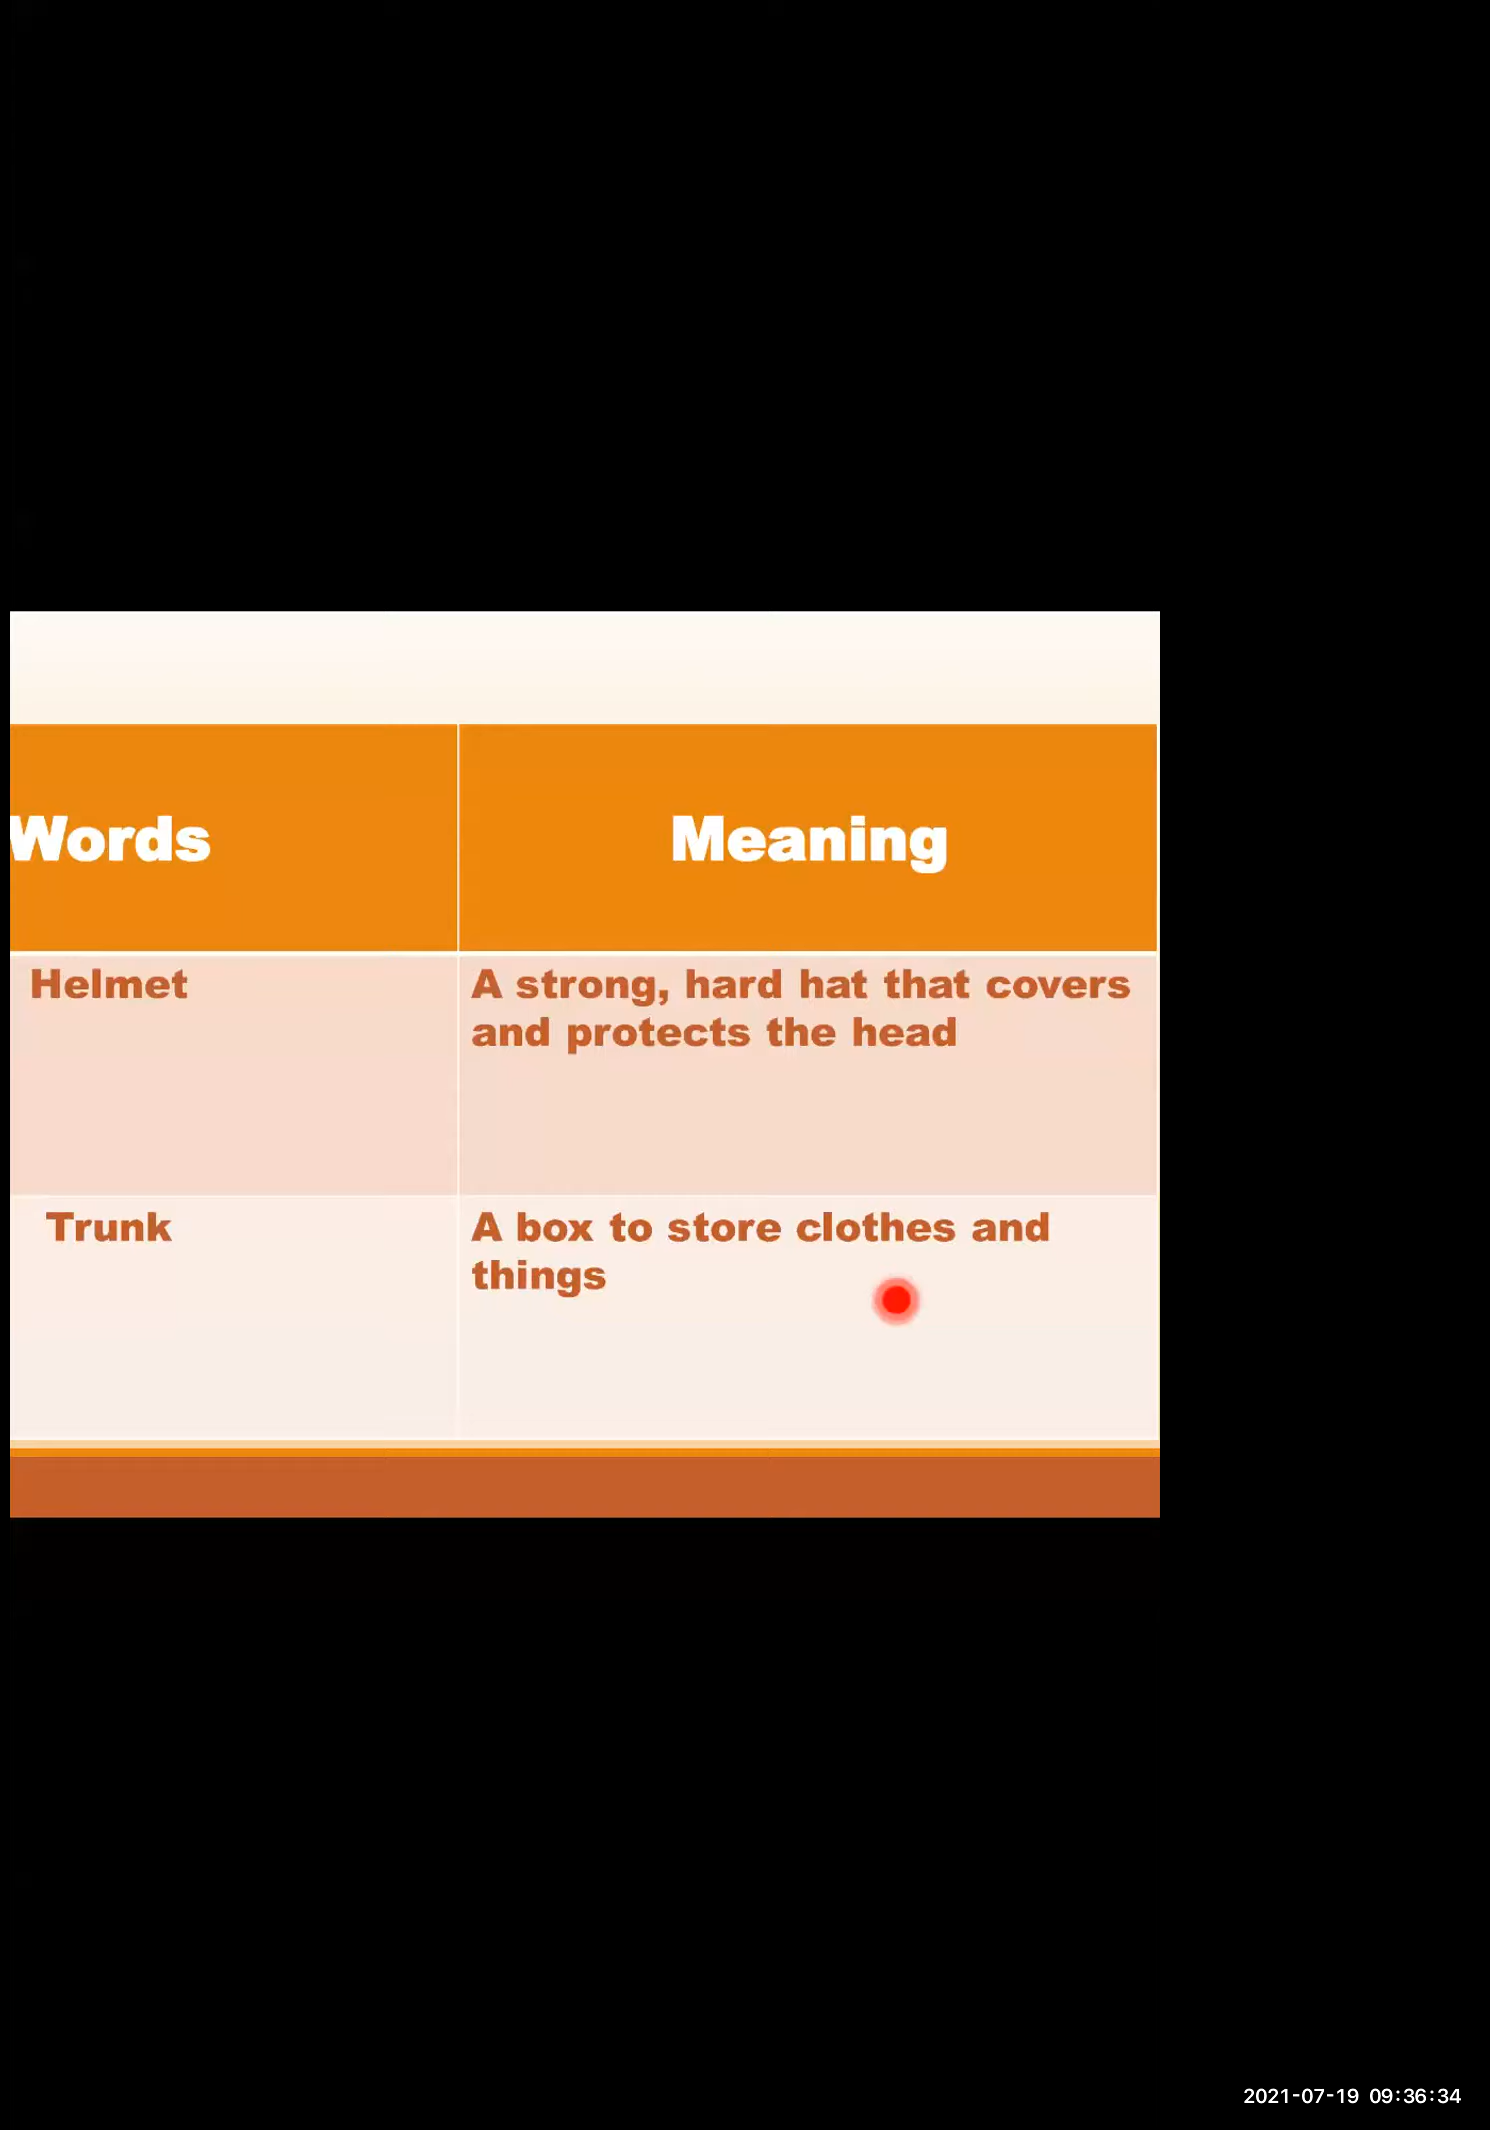 Words
Meaning
Helmet
A strong, hard hat that covers
and protects the head
Trunk
A box to store clothes and
things
2021-07-19 09:36:34